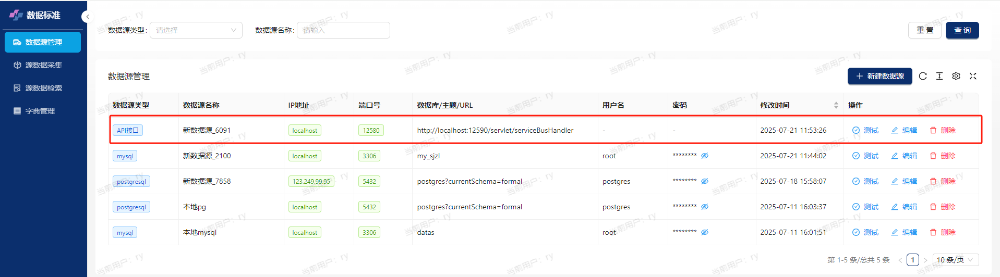 数据标准
数据源管理
源数据采集
源数据检索
字典管理
数据源类型: 请选择 数据源名称: 请输入 重 置 查 询
数据源管理 新建数据源
数据源类型 数据源名称 IP地址 端口号 数据库/主题/URL 用户名 密码 修改时间 操作
API接口 新数据源_6091 localhost 12580 http://localhost:12590/servlet/serviceBusHandler - - 2025-07-21 11:53:26 测试 编辑 删除
mysql 新数据源_2100 localhost 3306 my_sjzl root ******** 2025-07-21 11:44:02 测试 编辑 删除
postgresql 新数据源_7858 123.249.99.95 5432 postgres?currentSchema=formal postgres ******** 2025-07-18 15:58:07 测试 编辑 删除
postgresql 本地pg localhost 5432 postgres?currentSchema=formal postgres ******** 2025-07-11 16:03:37 测试 编辑 删除
mysql 本地mysql localhost 3306 datas root ******** 2025-07-11 16:01:51 测试 编辑 删除
第 1-5 条/总共 5 条 1 10 条/页
当前用户: ry